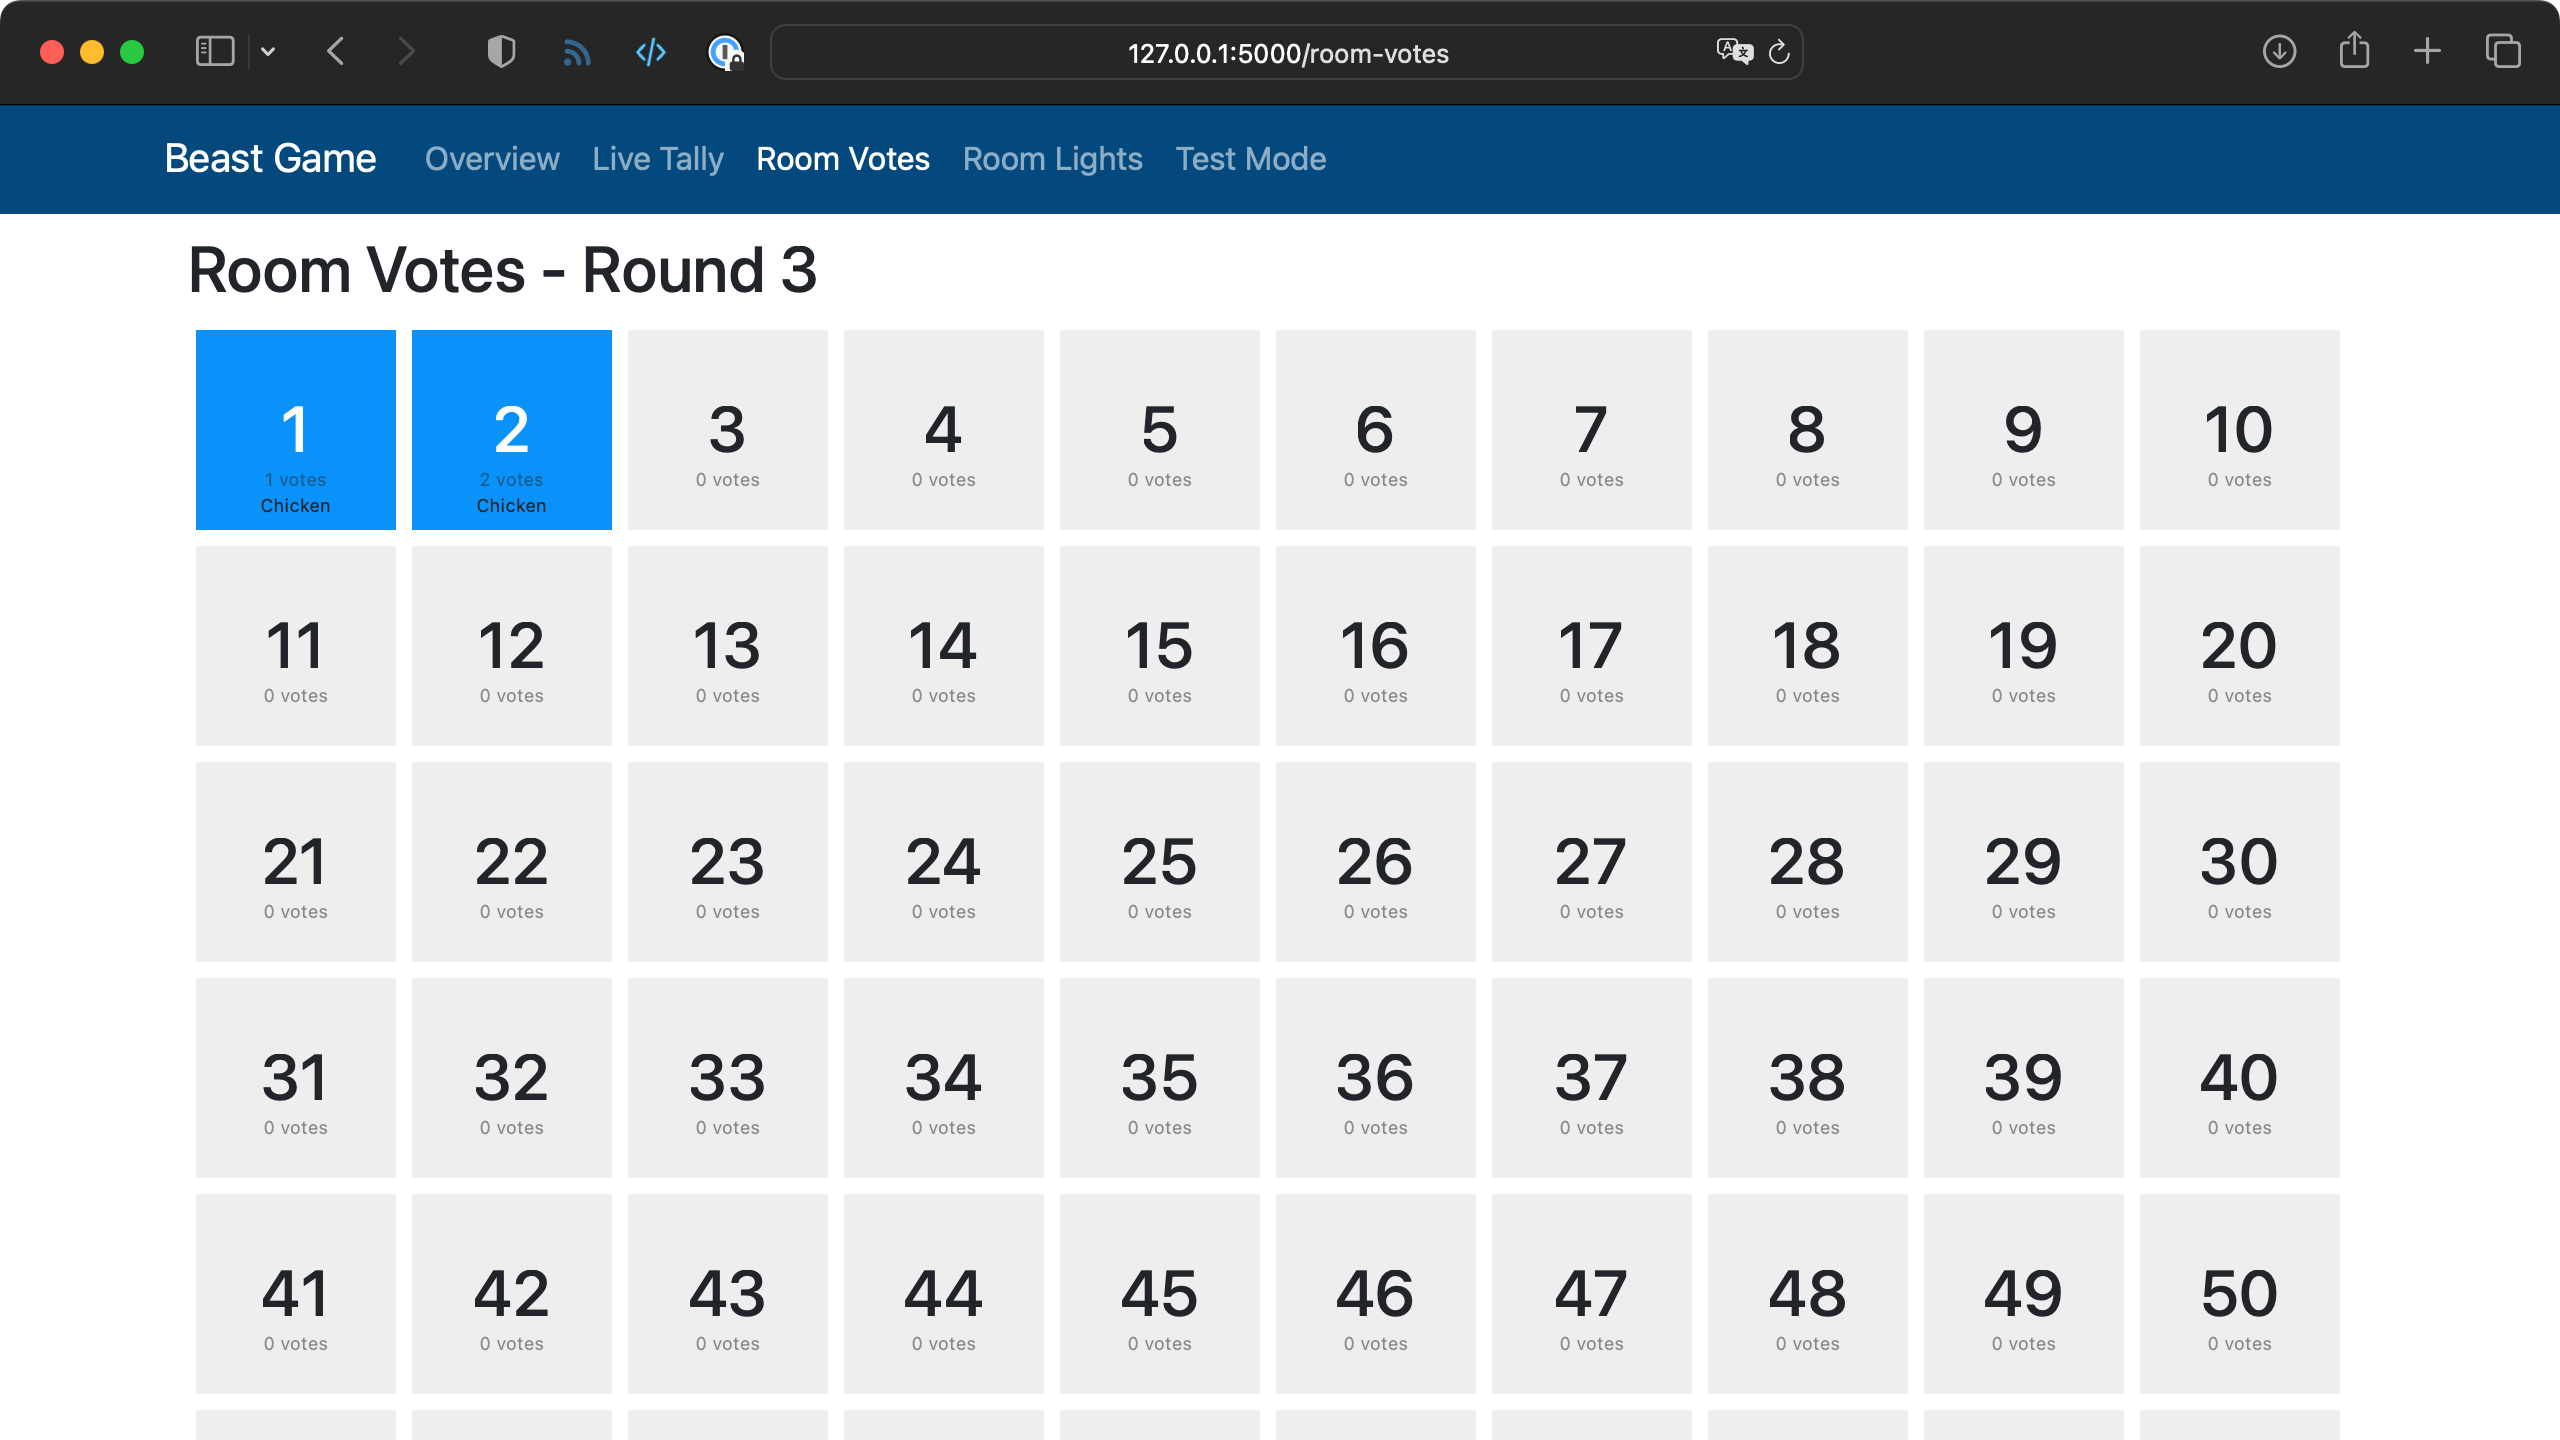 127.0.0.1:5000/room-votes
Beast Game Overview Live Tally Room Votes Room Lights Test Mode
Room Votes - Round 3
1 2 3 4 5 6 7 8 9 10
1 votes 2 votes 0 votes 0 votes 0 votes 0 votes 0 votes 0 votes 0 votes 0 votes
Chicken Chicken
11 12 13 14 15 16 17 18 19 20
0 votes 0 votes 0 votes 0 votes 0 votes 0 votes 0 votes 0 votes 0 votes 0 votes
21 22 23 24 25 26 27 28 29 30
0 votes 0 votes 0 votes 0 votes 0 votes 0 votes 0 votes 0 votes 0 votes 0 votes
31 32 33 34 35 36 37 38 39 40
0 votes 0 votes 0 votes 0 votes 0 votes 0 votes 0 votes 0 votes 0 votes 0 votes
41 42 43 44 45 46 47 48 49 50
0 votes 0 votes 0 votes 0 votes 0 votes 0 votes 0 votes 0 votes 0 votes 0 votes